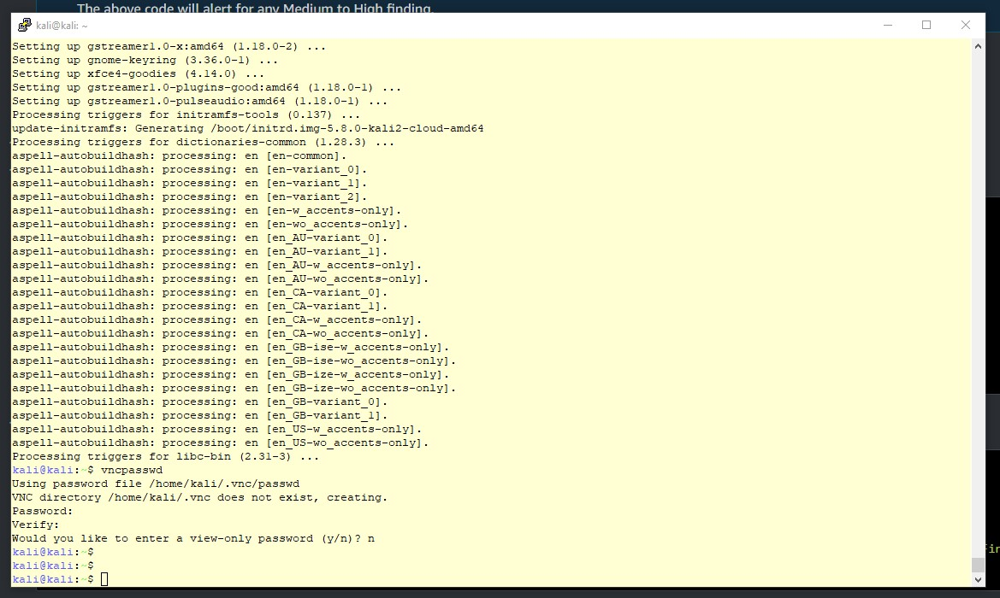 The above code will alert for any Medium to High finding.
kali@kali: ~
Setting up gstreamer1.0-x:amd64 (1.18.0-2) ...
Setting up gnome-keyring (3.36.0-1) ...
Setting up xfce4-goodies (4.14.0) ...
Setting up gstreamer1.0-plugins-good:amd64 (1.18.0-1) ...
Setting up gstreamer1.0-pulseaudio:amd64 (1.18.0-1) ...
Processing triggers for initramfs-tools (0.137) ...
update-initramfs: Generating /boot/initrd.img-5.8.0-kali2-cloud-amd64
Processing triggers for dictionaries-common (1.28.3) ...
aspell-autobuildhash: processing: en [en-common].
aspell-autobuildhash: processing: en [en-variant_0].
aspell-autobuildhash: processing: en [en-variant_1].
aspell-autobuildhash: processing: en [en-variant_2].
aspell-autobuildhash: processing: en [en-w_accents-only].
aspell-autobuildhash: processing: en [en-wo_accents-only].
aspell-autobuildhash: processing: en [en_AU-variant_0].
aspell-autobuildhash: processing: en [en_AU-variant_1].
aspell-autobuildhash: processing: en [en_AU-w_accents-only].
aspell-autobuildhash: processing: en [en_AU-wo_accents-only].
aspell-autobuildhash: processing: en [en_CA-variant_0].
aspell-autobuildhash: processing: en [en_CA-variant_1].
aspell-autobuildhash: processing: en [en_CA-w_accents-only].
aspell-autobuildhash: processing: en [en_CA-wo_accents-only].
aspell-autobuildhash: processing: en [en_GB-ise-w_accents-only].
aspell-autobuildhash: processing: en [en_GB-ise-wo_accents-only].
aspell-autobuildhash: processing: en [en_GB-ize-w_accents-only].
aspell-autobuildhash: processing: en [en_GB-ize-wo_accents-only].
aspell-autobuildhash: processing: en [en_GB-variant_0].
aspell-autobuildhash: processing: en [en_GB-variant_1].
aspell-autobuildhash: processing: en [en_US-w_accents-only].
aspell-autobuildhash: processing: en [en_US-wo_accents-only].
Processing triggers for libc-bin (2.31-3) ...
kali@kali:~$ vncpasswd
Using password file /home/kali/.vnc/passwd
VNC directory /home/kali/.vnc does not exist, creating.
Password:
Verify:
Would you like to enter a view-only password (y/n)? n
kali@kali:~$
kali@kali:~$
kali@kali:~$